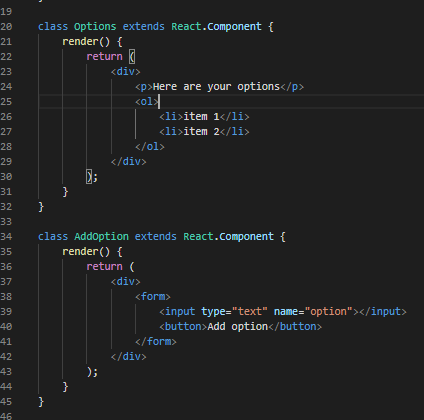 19
20 class Options extends React.Component {
21     render() {
22         return (
23             <div>
24                 <p>Here are your options</p>
25                 <ol>
26                     <li>item 1</li>
27                     <li>item 2</li>
28                 </ol>
29             </div>
30         );
31     }
32 }
33
34 class AddOption extends React.Component {
35     render() {
36         return (
37             <div>
38                 <form>
39                     <input type="text" name="option"></input>
40                     <button>Add option</button>
41                 </form>
42             </div>
43         );
44     }
45 }